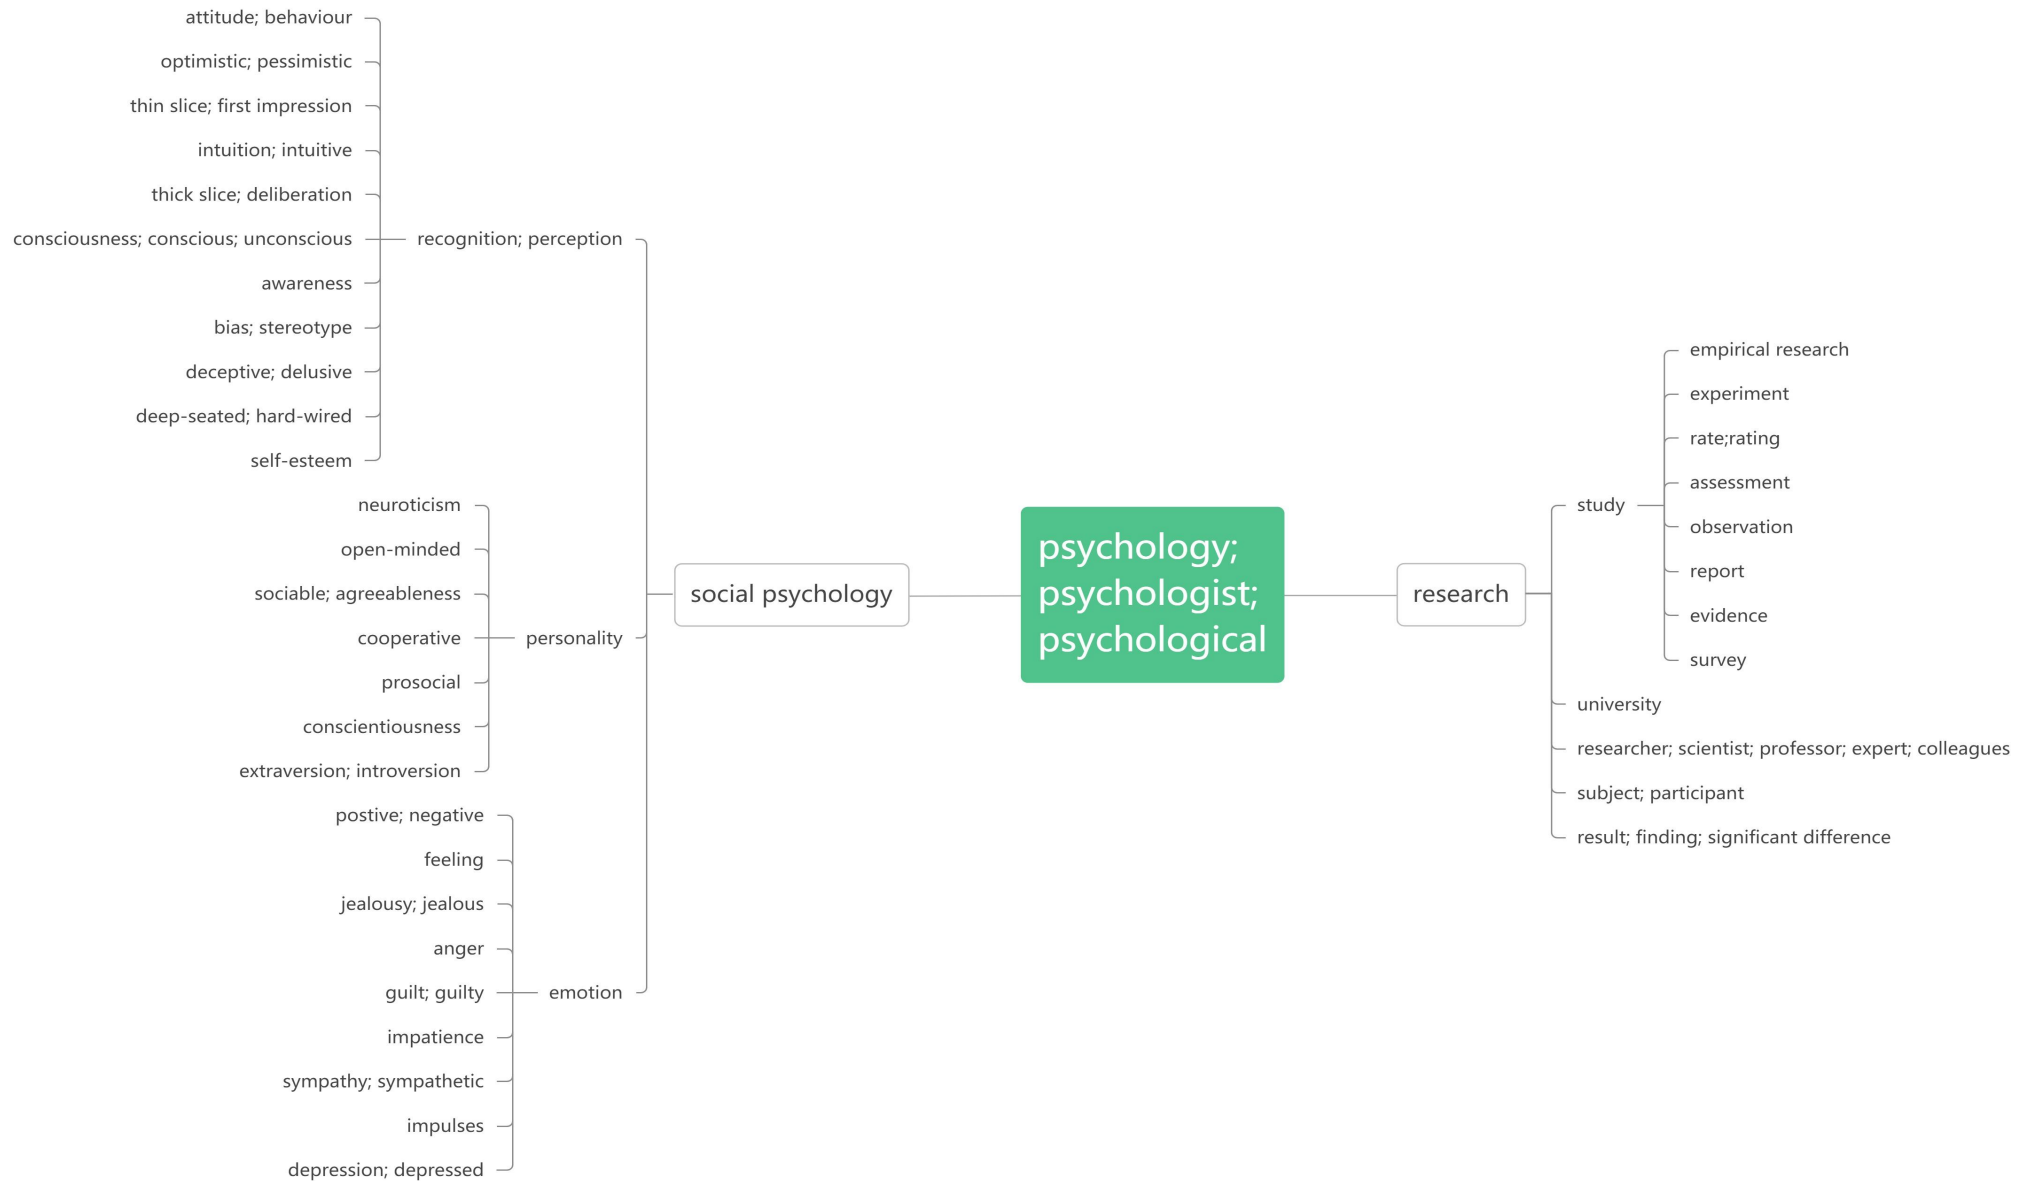 attitude; behaviour
optimistic; pessimistic
thin slice; first impression
intuition; intuitive
thick slice; deliberation
consciousness; conscious; unconscious
awareness
bias; stereotype
deceptive; delusive
deep-seated; hard-wired
self-esteem
recognition; perception
neuroticism
open-minded
sociable; agreeableness
cooperative
prosocial
conscientiousness
extraversion; introversion
personality
postive; negative
feeling
jealousy; jealous
anger
guilt; guilty
impatience
sympathy; sympathetic
impulses
depression; depressed
emotion
social psychology
psychology;
psychologist;
psychological
research
study
empirical research
experiment
rate;rating
assessment
observation
report
evidence
survey
university
researcher; scientist; professor; expert; colleagues
subject; participant
result; finding; significant difference